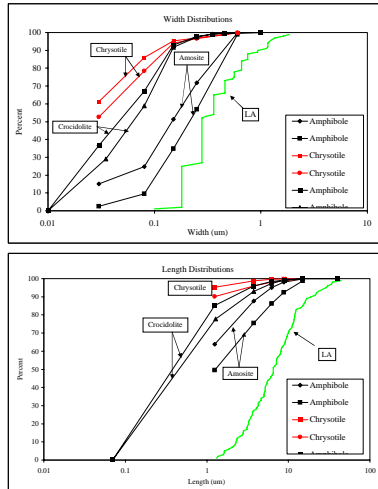 Width Distributions
100
90
80
70
60
50
40
30
20
10
0
Percent
Chrysotile
Amosite
Crocidolite
LA
Amphibole
Amphibole
Chrysotile
Chrysotile
Amphibole
Amphibole
0.01
0.1
1
10
Width (um)
Length Distributions
100
90
80
70
60
50
40
30
20
10
0
Percent
Chrysotile
Crocidolite
Amosite
LA
Amphibole
Amphibole
Chrysotile
Chrysotile
Amphibole
0.01
0.1
1
10
100
Length (um)